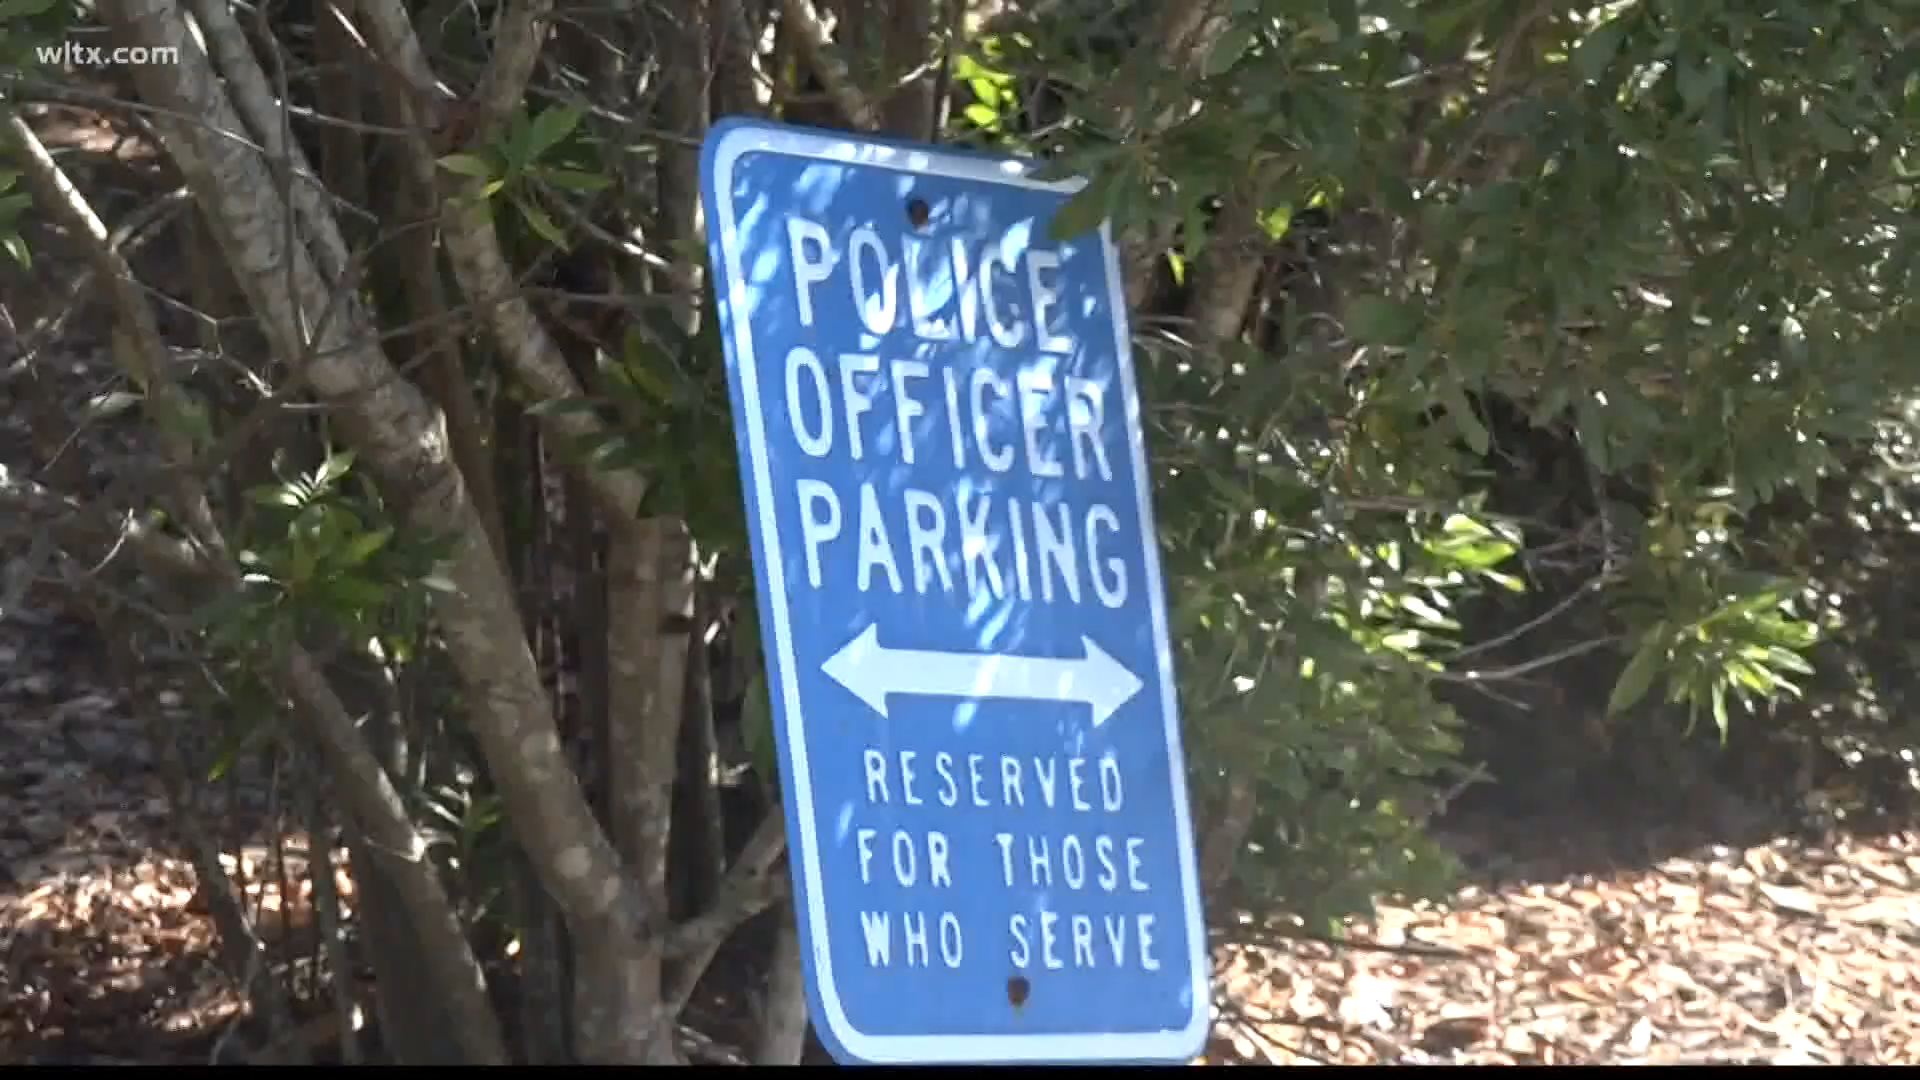 wltx.com
POLICE
OFFICER
PARKING
RESERVED
FOR THOSE
WHO SERVE